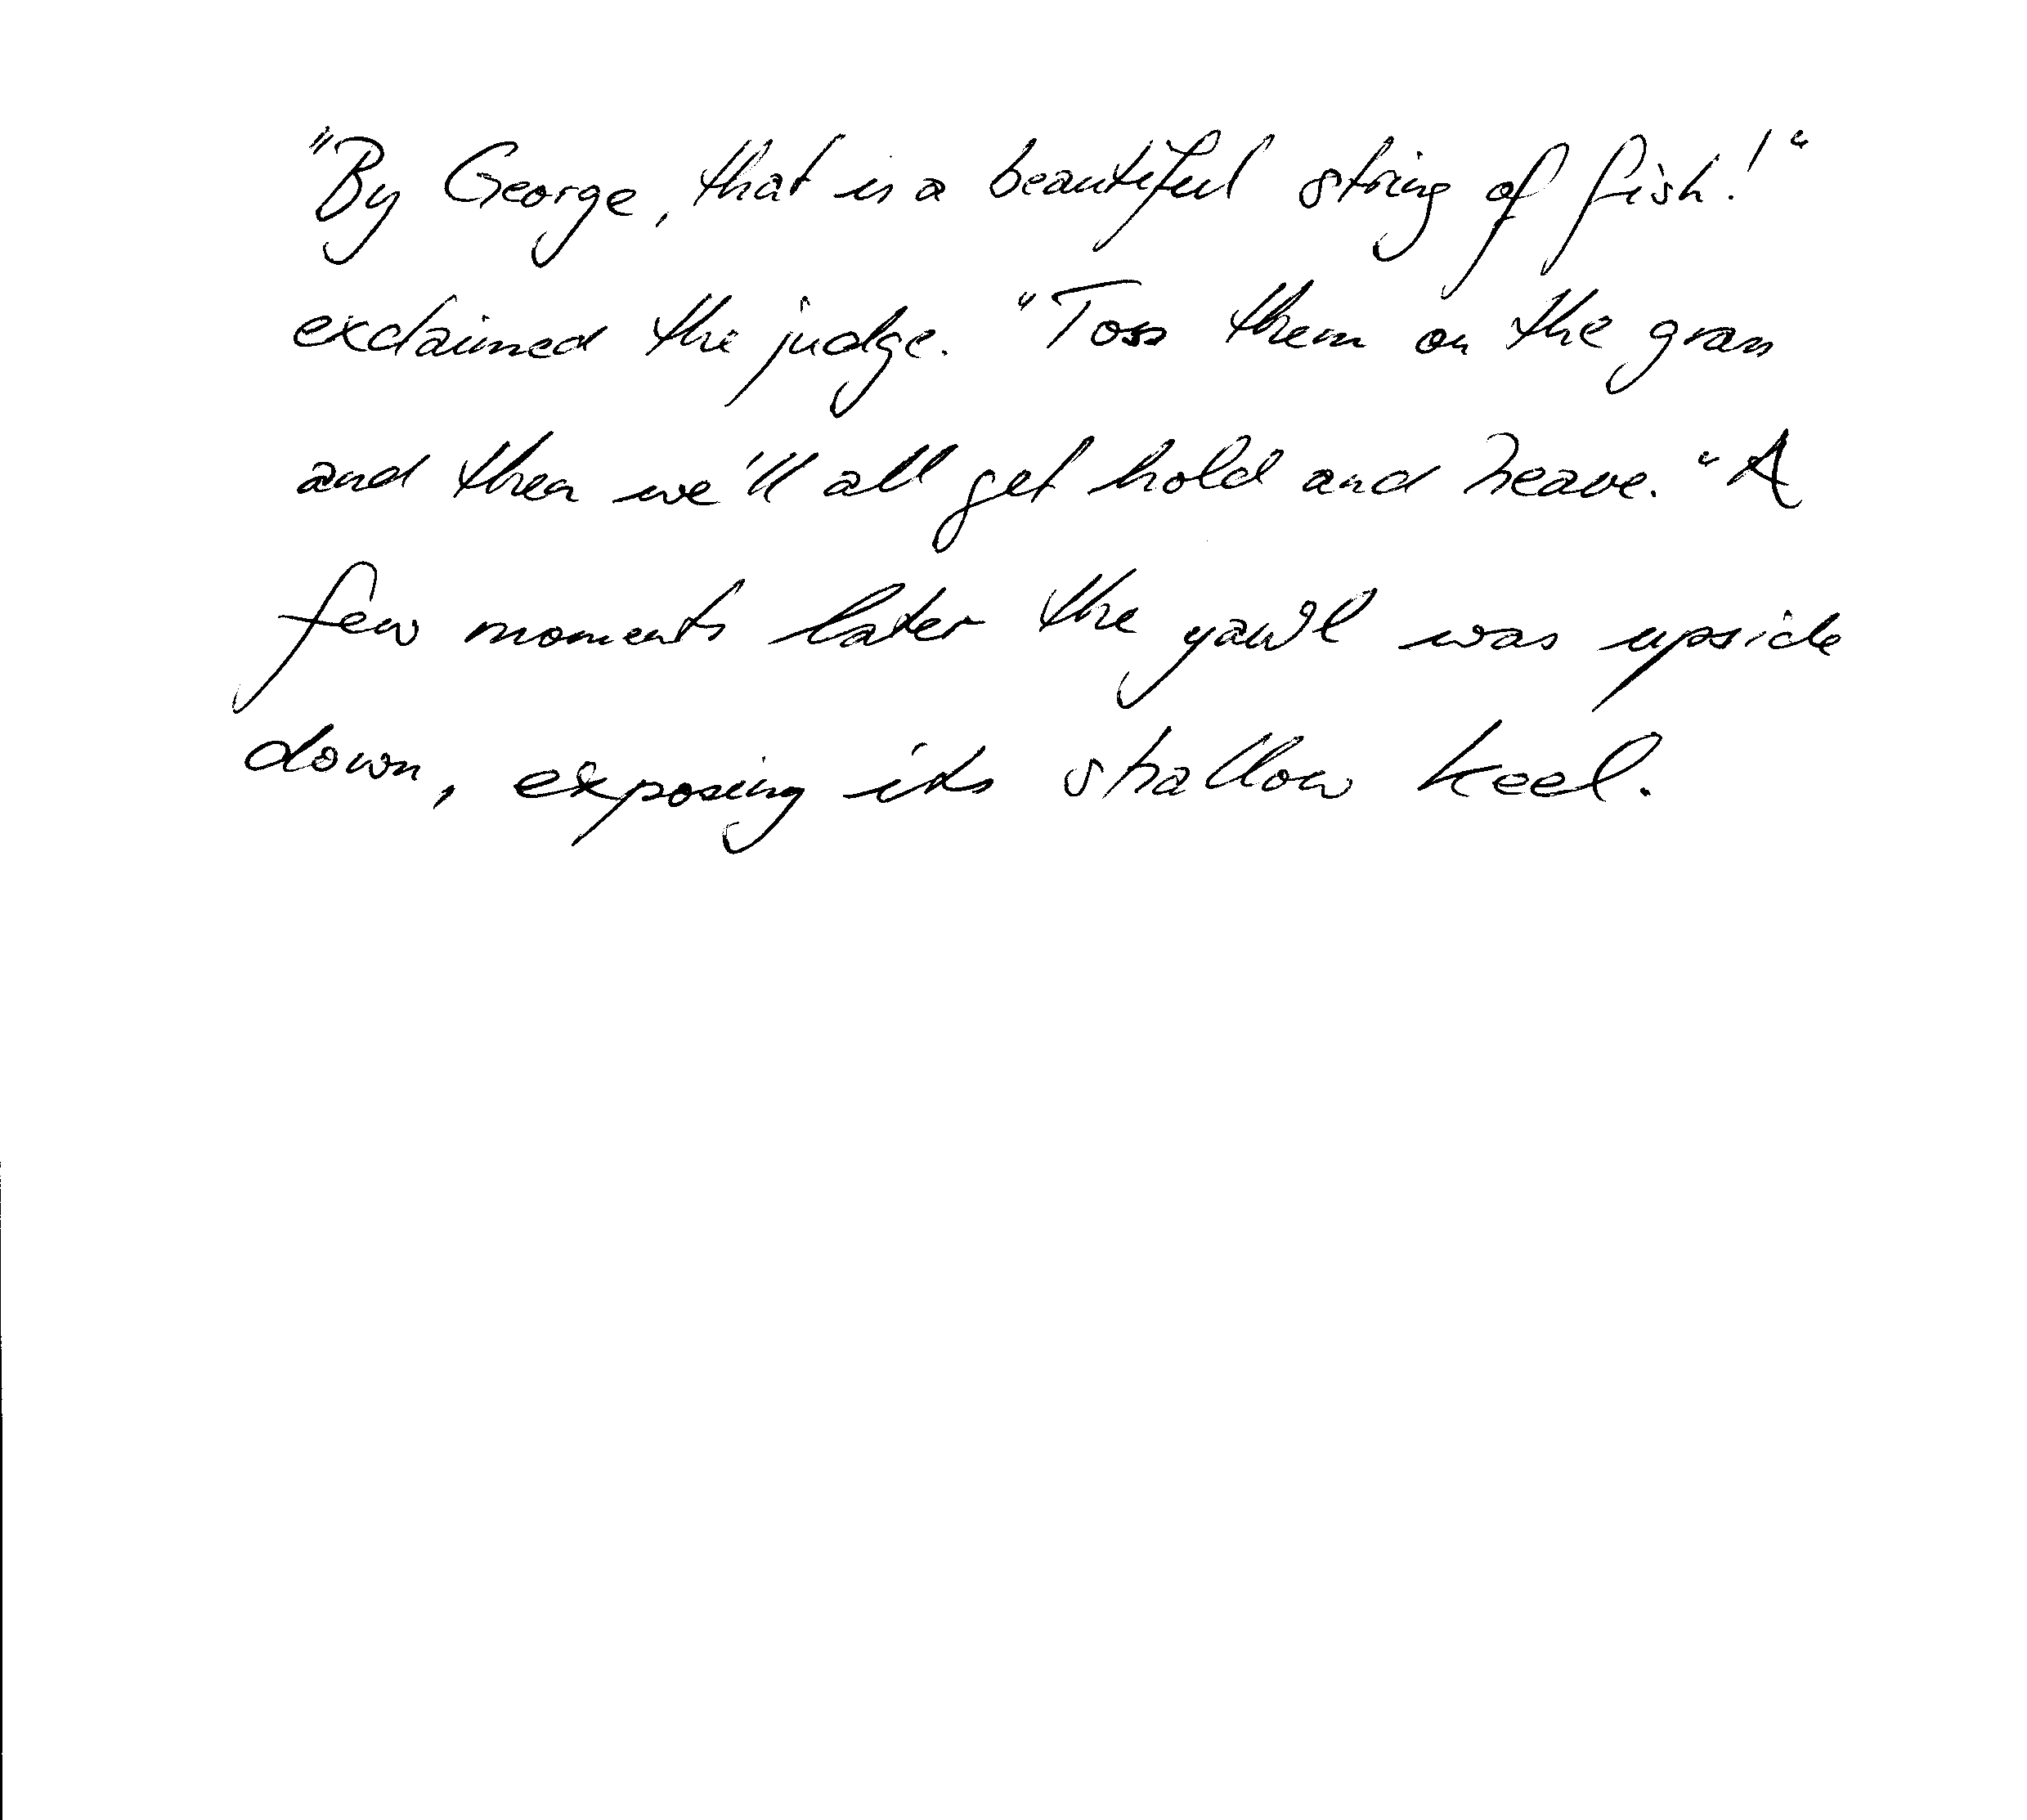 "By George, that is a beautiful string of fish!"
exclaimed the judge. "Toss them on the grass
and then we'll all get hold and heave." A
few moments later the yawl was upside
down, exposing its shallow keel.